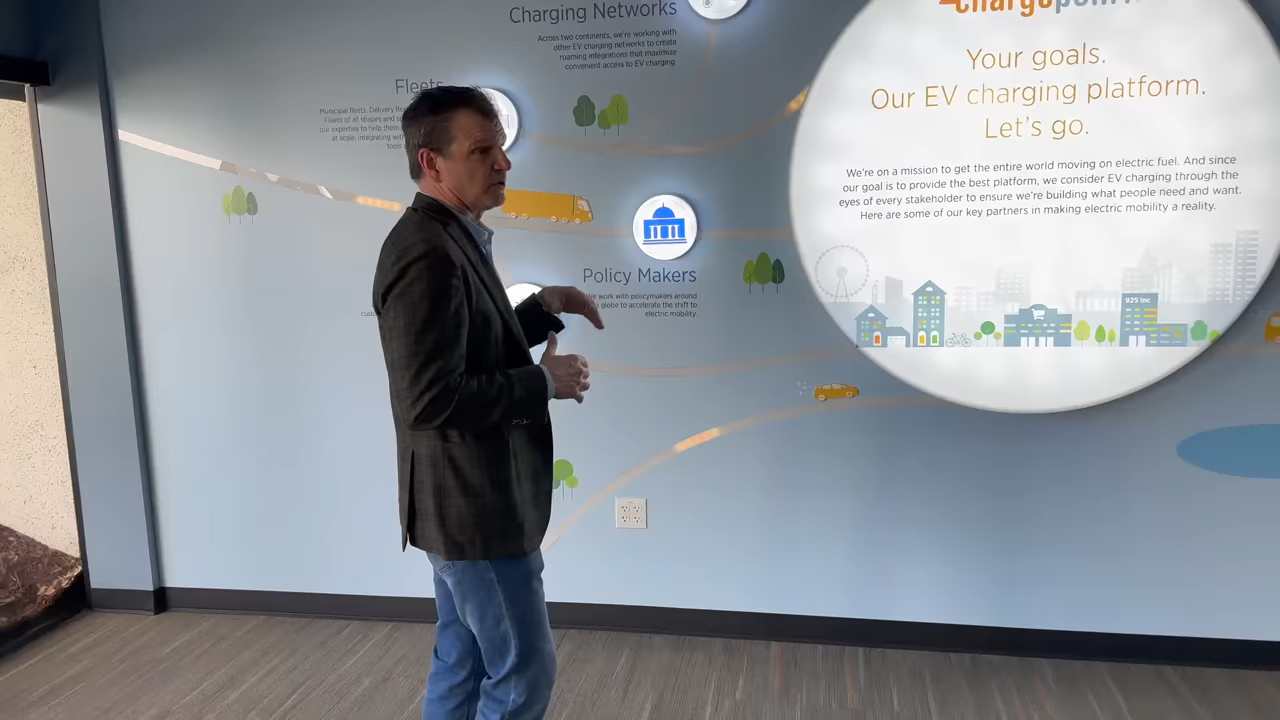 Charging Networks
Across two continents, we're working with
other EV charging networks to create
roaming integrations that maximize
convenient access to EV charging.
Fleets
Municipal fleets. Delivery
Fleets of all shapes and
our expertise to help them
at scale, integrating with
tools
Policy Makers
We work with policymakers around
globe to accelerate the shift to
electric mobility.
chargepoin
Your goals.
Our EV charging platform.
Let's go.
We're on a mission to get the entire world moving on electric fuel. And since
our goal is to provide the best platform, we consider EV charging through the
eyes of every stakeholder to ensure we're building what people need and want.
Here are some of our key partners in making electric mobility a reality.
925 Inc